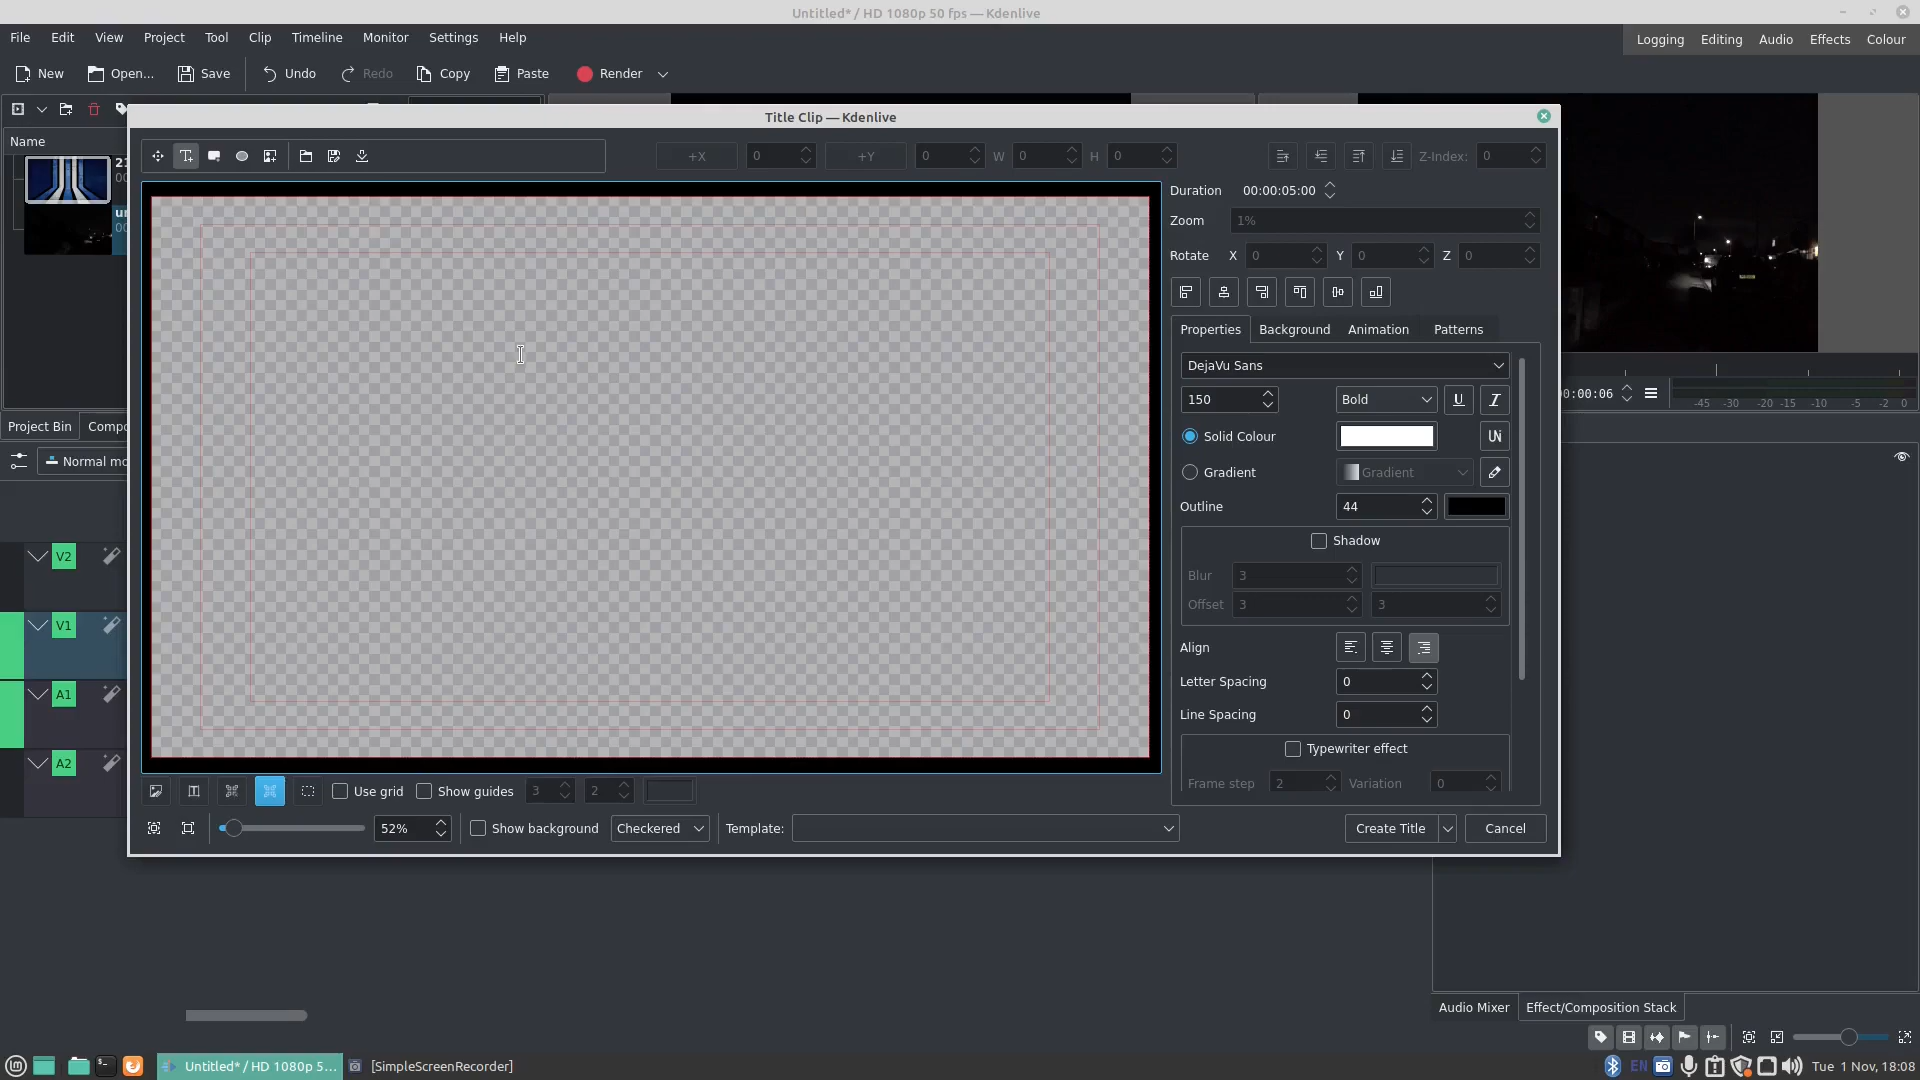 Untitled* / HD 1080p 50 fps — Kdenlive
File Edit View Project Tool Clip Timeline Monitor Settings Help
Logging Editing Audio Effects Colour
New Open... Save Undo Redo Copy Paste Render
Title Clip — Kdenlive
Name
+X 0 +Y 0 W 0 H 0 Z-Index: 0
Duration 00:00:05:00
Zoom 1%
Rotate X 0 Y 0 Z 0
Properties Background Animation Patterns
DejaVu Sans
150 Bold
Solid Colour
Gradient Gradient
Outline 44
Shadow
Blur 3
Offset 3 3
Align
Letter Spacing 0
Line Spacing 0
Typewriter effect
Frame step 2 Variation 0
0:00:06
-45 -30 -20 -15 -10 -5 -2 0
Project Bin Compo
Normal mo
V2
V1
A1
A2
Use grid Show guides 3 2
52% Show background Checkered Template: Create Title Cancel
Audio Mixer Effect/Composition Stack
Untitled* / HD 1080p 5... [SimpleScreenRecorder] EN Tue 1 Nov, 18:08